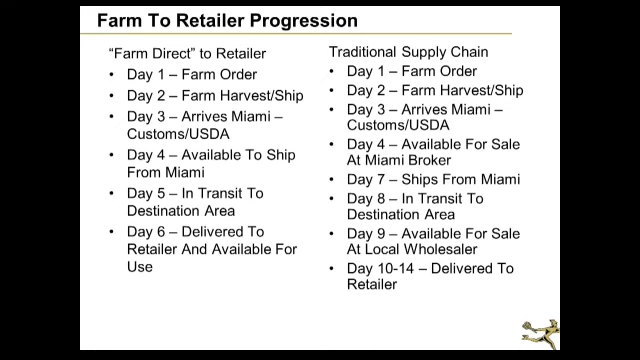 Farm To Retailer Progression
“Farm Direct” to Retailer
• Day 1 – Farm Order
• Day 2 – Farm Harvest/Ship
• Day 3 – Arrives Miami –
Customs/USDA
• Day 4 – Available To Ship
From Miami
• Day 5 – In Transit To
Destination Area
• Day 6 – Delivered To
Retailer And Available For
Use
Traditional Supply Chain
• Day 1 – Farm Order
• Day 2 – Farm Harvest/Ship
• Day 3 – Arrives Miami –
Customs/USDA
• Day 4 – Available For Sale
At Miami Broker
• Day 7 – Ships From Miami
• Day 8 – In Transit To
Destination Area
• Day 9 – Available For Sale
At Local Wholesaler
• Day 10-14 – Delivered To
Retailer